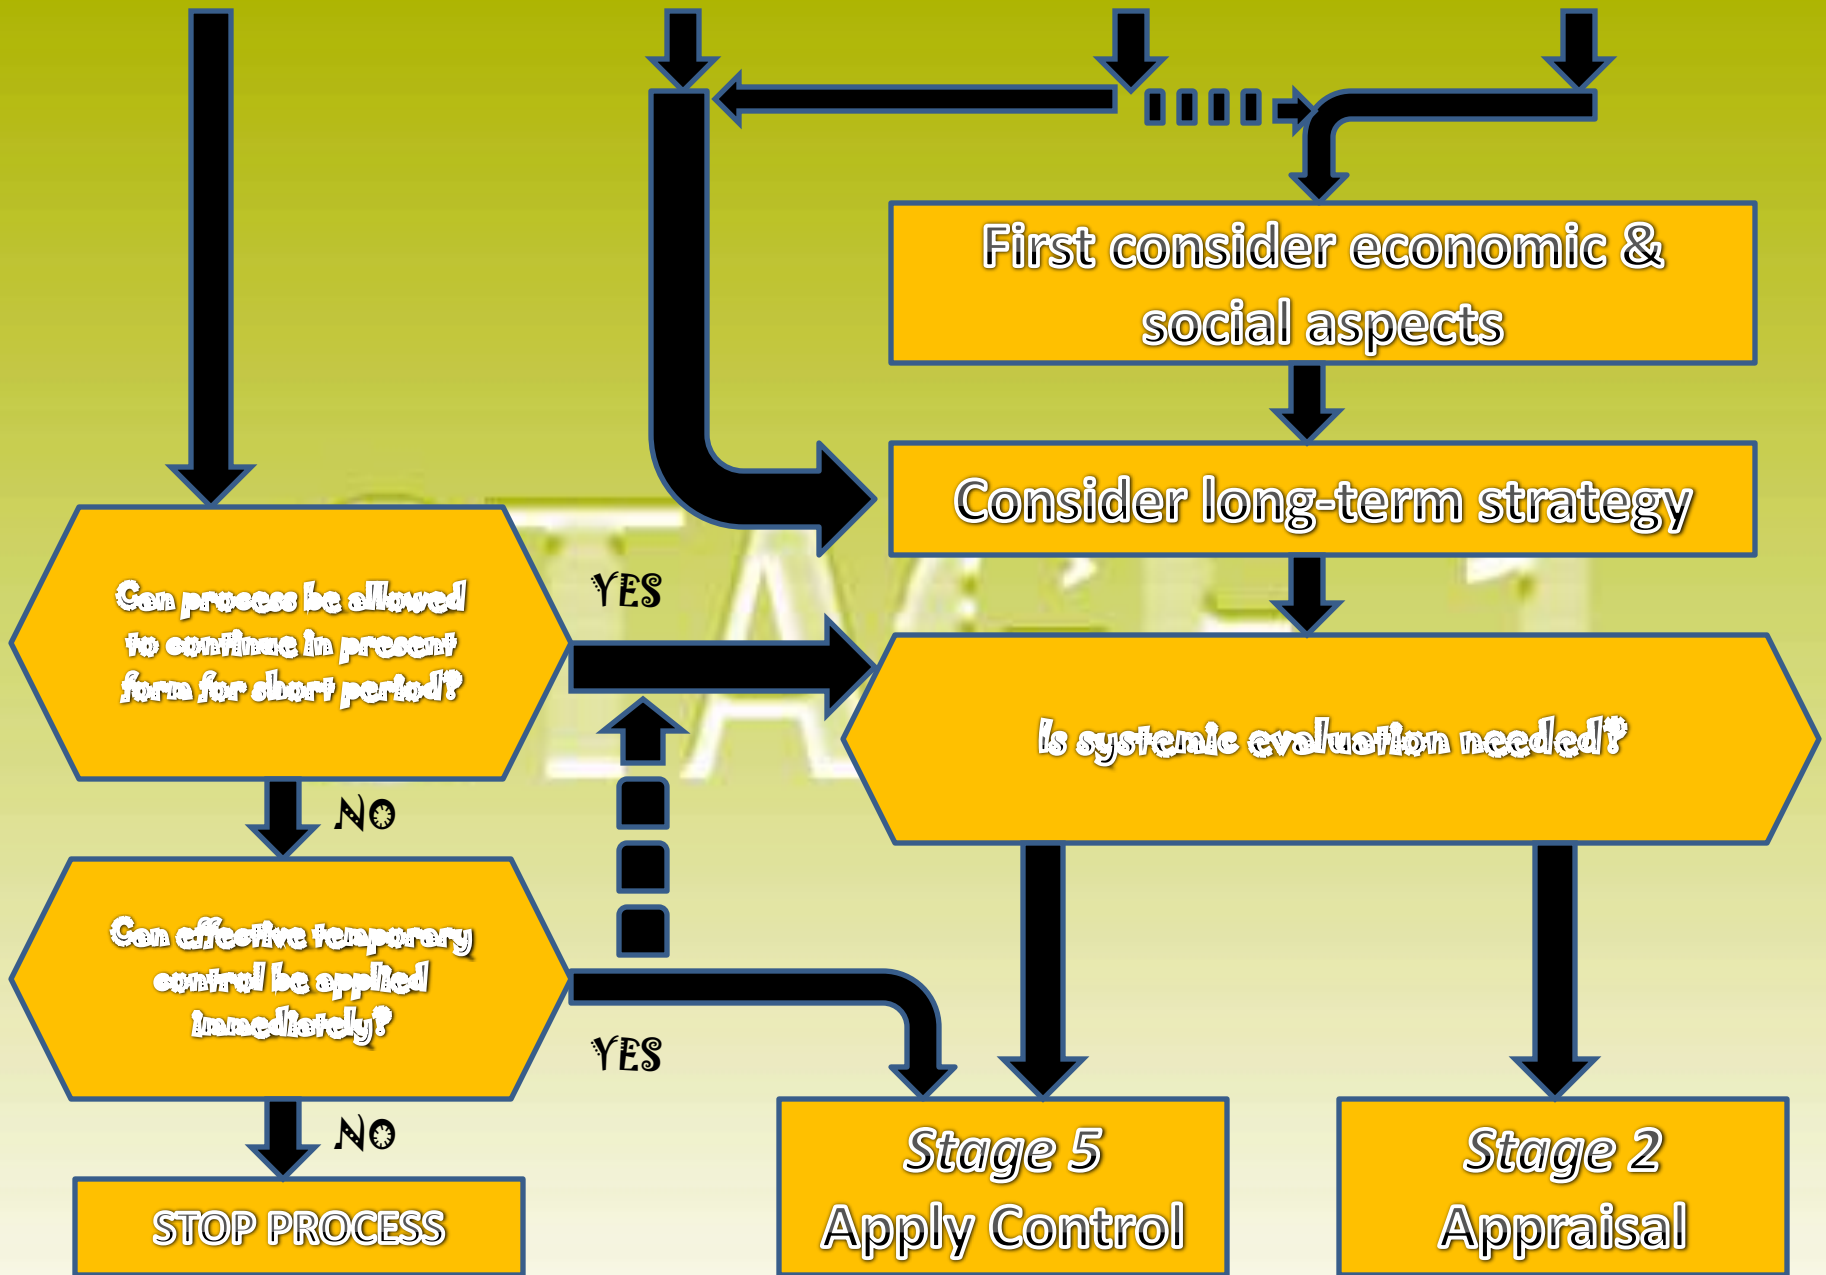 First consider economic &
social aspects
Consider long-term strategy
Can process be allowed
to continue in present
form for short period?
YES
Is systemic evaluation needed?
NO
Can effective temporary
control be applied
immediately?
YES
NO
STOP PROCESS
Stage 5
Apply Control
Stage 2
Appraisal
STAGE 1